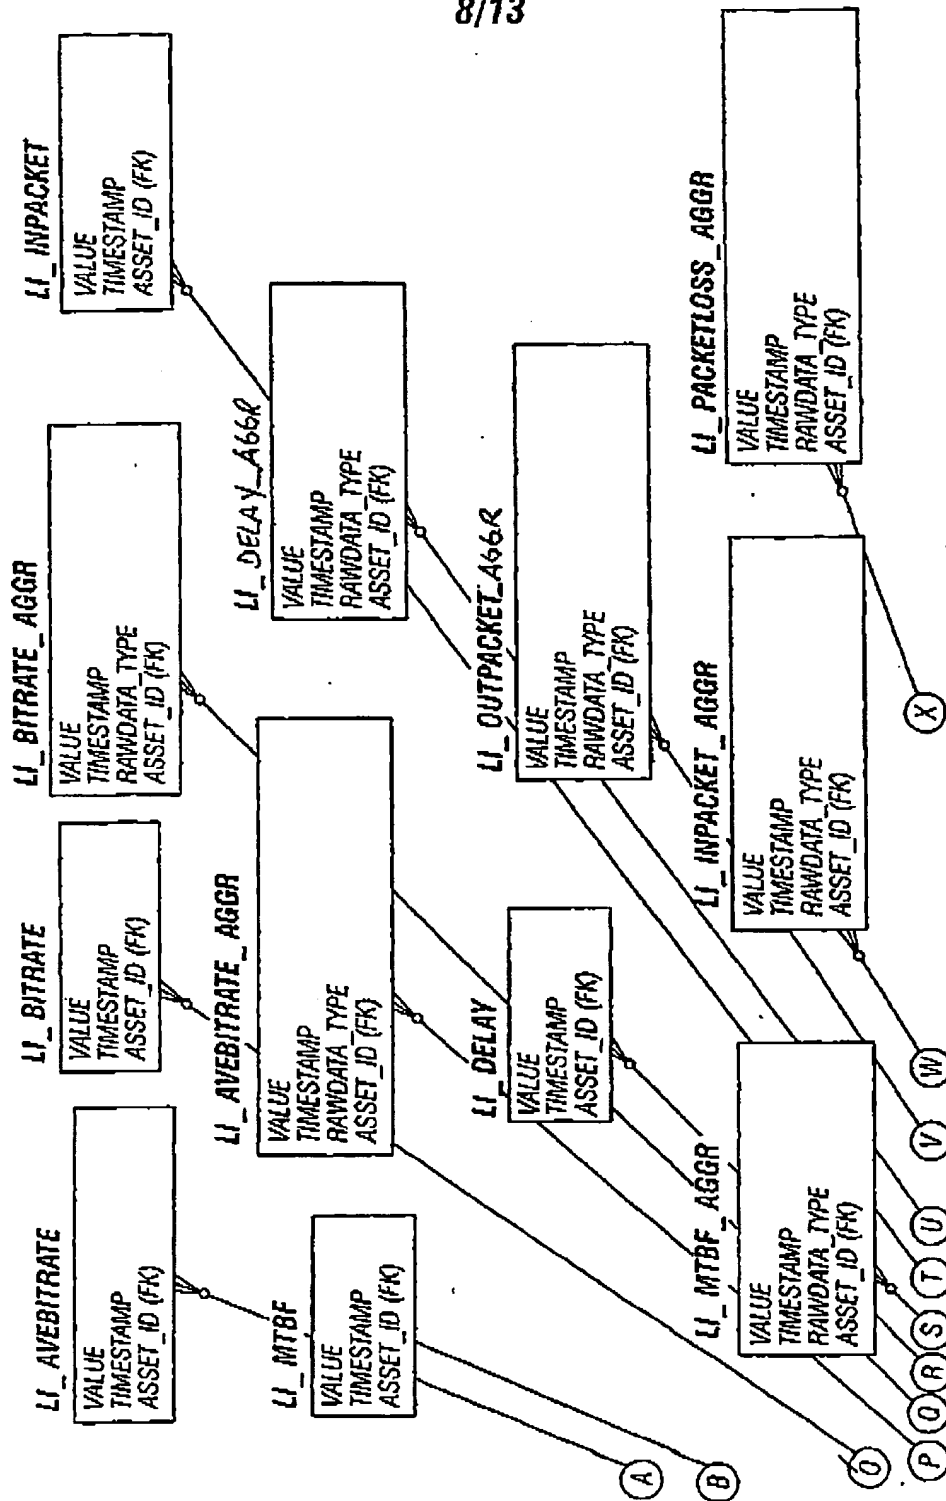 8/13
LI_AVEBITRATE
VALUE
TIMESTAMP
ASSET_ID (FK)
LI_BITRATE
VALUE
TIMESTAMP
ASSET_ID (FK)
LI_BITRATE_AGGR
VALUE
TIMESTAMP
RAWDATA_TYPE
ASSET_ID (FK)
LI_INPACKET
VALUE
TIMESTAMP
ASSET_ID (FK)
LI_MTBF
VALUE
TIMESTAMP
ASSET_ID (FK)
LI_AVEBITRATE_AGGR
VALUE
TIMESTAMP
RAWDATA_TYPE
ASSET_ID (FK)
LI_DELAY_AGGR
VALUE
TIMESTAMP
RAWDATA_TYPE
ASSET_ID (FK)
LI_DELAY
VALUE
TIMESTAMP
ASSET_ID (FK)
LI_OUTPACKET_AGGR
VALUE
TIMESTAMP
RAWDATA_TYPE
ASSET_ID (FK)
LI_MTBF_AGGR
VALUE
TIMESTAMP
RAWDATA_TYPE
ASSET_ID (FK)
LI_INPACKET_AGGR
VALUE
TIMESTAMP
RAWDATA_TYPE
ASSET_ID (FK)
LI_PACKETLOSS_AGGR
VALUE
TIMESTAMP
RAWDATA_TYPE
ASSET_ID (FK)
A
B
O
P
Q
R
S
T
U
V
W
X